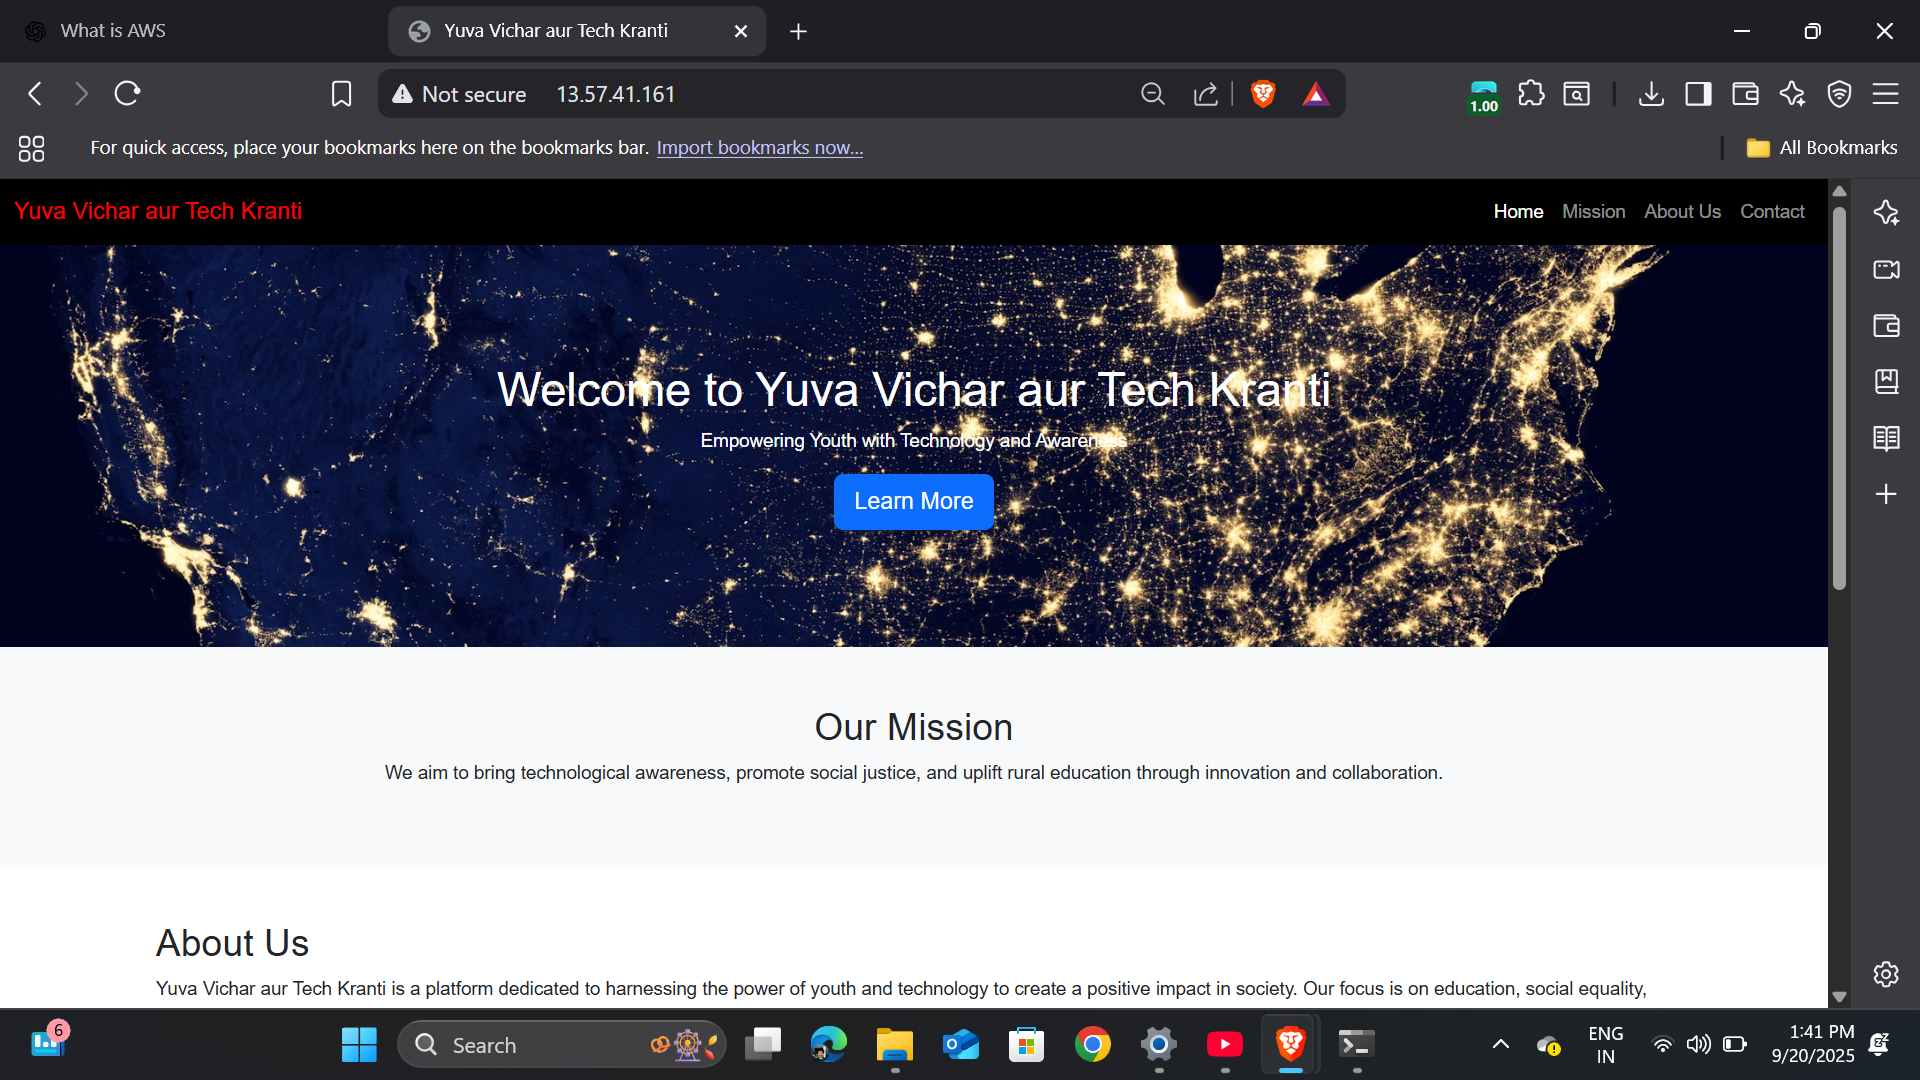 What is AWS
Yuva Vichar aur Tech Kranti
Not secure 13.57.41.161
1.00
For quick access, place your bookmarks here on the bookmarks bar. Import bookmarks now...
All Bookmarks
Yuva Vichar aur Tech Kranti
Home Mission About Us Contact
Welcome to Yuva Vichar aur Tech Kranti
Empowering Youth with Technology and Awareness
Learn More
Our Mission
We aim to bring technological awareness, promote social justice, and uplift rural education through innovation and collaboration.
About Us
Yuva Vichar aur Tech Kranti is a platform dedicated to harnessing the power of youth and technology to create a positive impact in society. Our focus is on education, social equality,
6
Search
ENG
IN
1:41 PM
9/20/2025